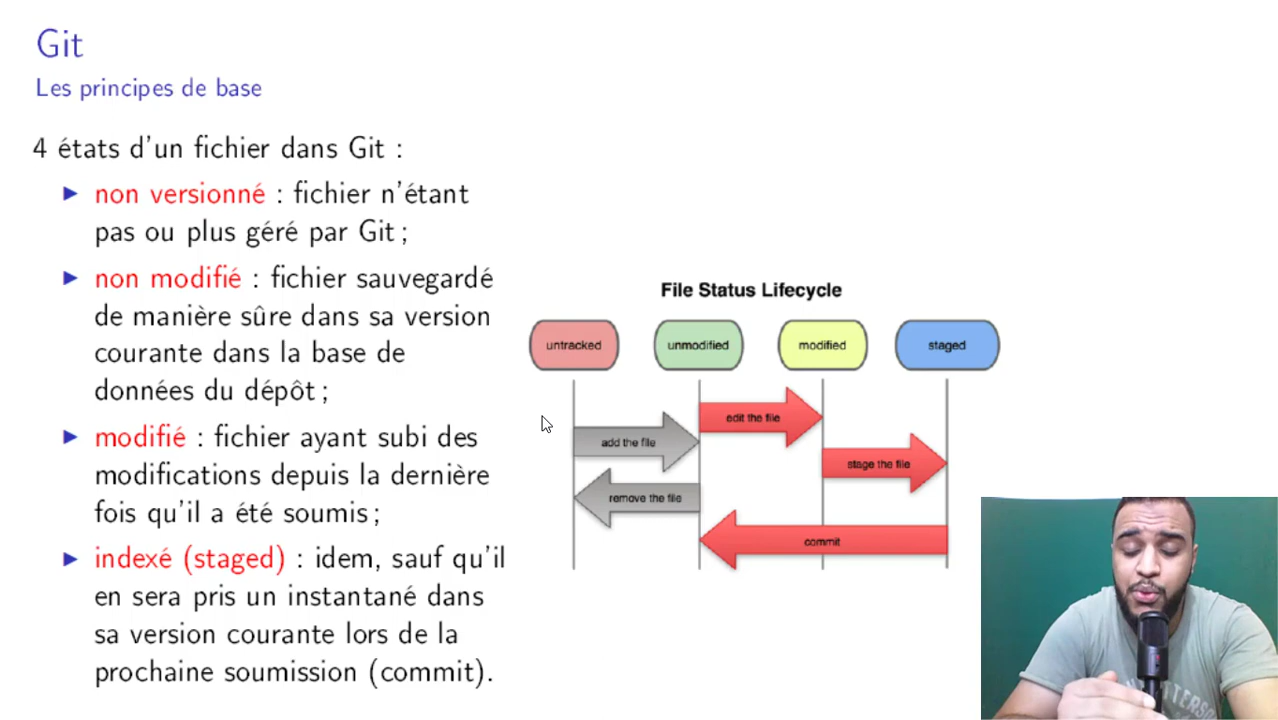 Git
Les principes de base
4 états d'un fichier dans Git :
▶ non versionné : fichier n'étant
pas ou plus géré par Git ;
▶ non modifié : fichier sauvegardé
de manière sûre dans sa version
courante dans la base de
données du dépôt ;
▶ modifié : fichier ayant subi des
modifications depuis la dernière
fois qu'il a été soumis ;
▶ indexé (staged) : idem, sauf qu'il
en sera pris un instantané dans
sa version courante lors de la
prochaine soumission (commit).
File Status Lifecycle
untracked
unmodified
modified
staged
edit the file
add the file
stage the file
remove the file
commit